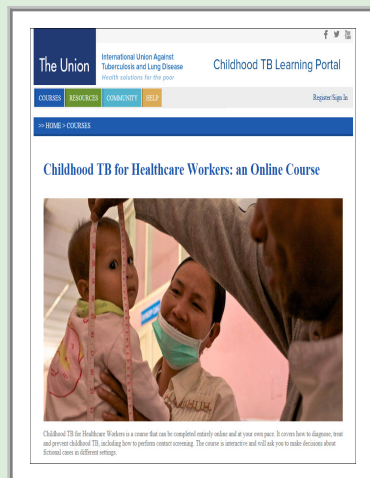 The Union
International Union Against
Tuberculosis and Lung Disease
Health solutions for the poor
Childhood TB Learning Portal
COURSES RESOURCES COMMUNITY HELP
Register/Sign In
>> HOME > COURSES
Childhood TB for Healthcare Workers: an Online Course
Childhood TB for Healthcare Workers is a course that can be completed entirely online and at your own pace. It covers how to diagnose, treat
and prevent childhood TB, including how to perform contact screening. The course is interactive and will ask you to make decisions about
fictional cases in different settings.